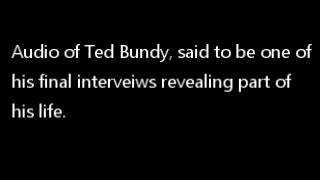 Audio of Ted Bundy, said to be one of
his final interveiws revealing part of
his life.